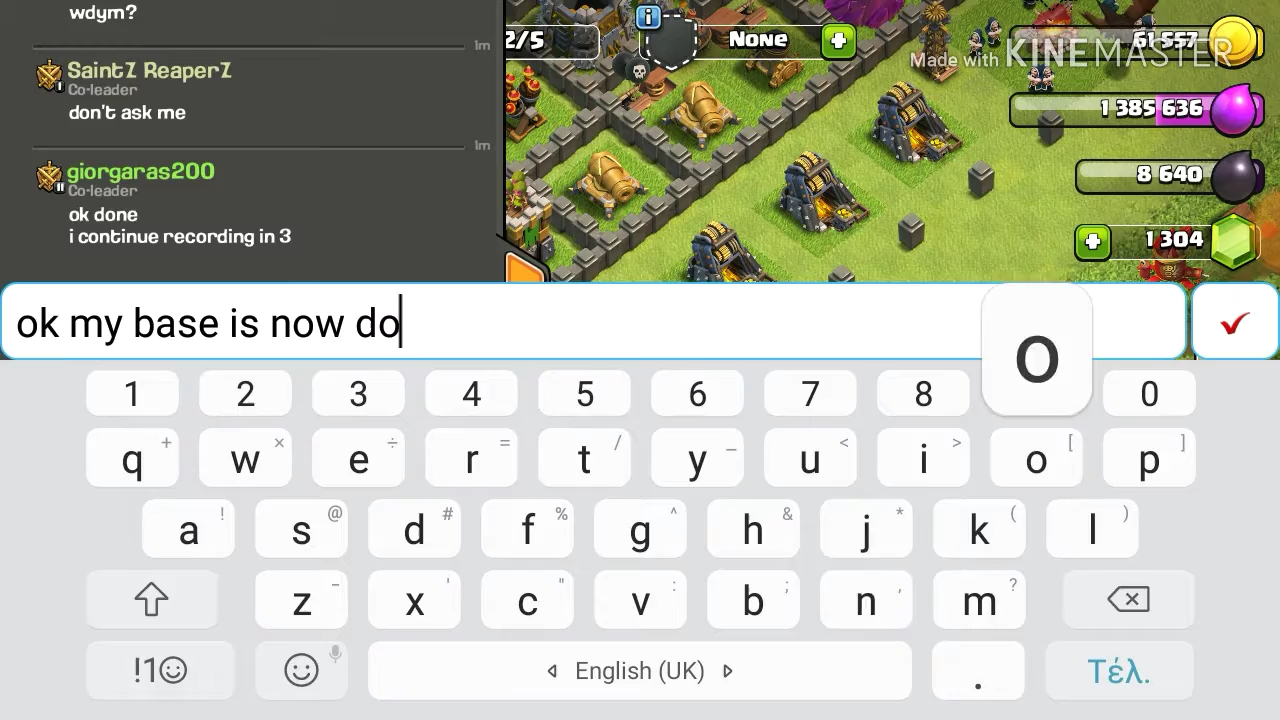 wdym?
1m
SaintZ ReaperZ
Co-leader
don't ask me
1m
giorgaras200
Co-leader
ok done
i continue recording in 3
2/5
i
None
+
Made with KINEMASTER
61 557
1 385 636
8 640
+ 1 304
ok my base is now do
o
1 2 3 4 5 6 7 8 0
q + w × e ÷ r = t / y _ u < i > o [ p ]
a ! s @ d # f % g ^ h & j * k ( l )
z - x ' c " v : b ; n , m ?
!1☺ English (UK) . Τέλ.